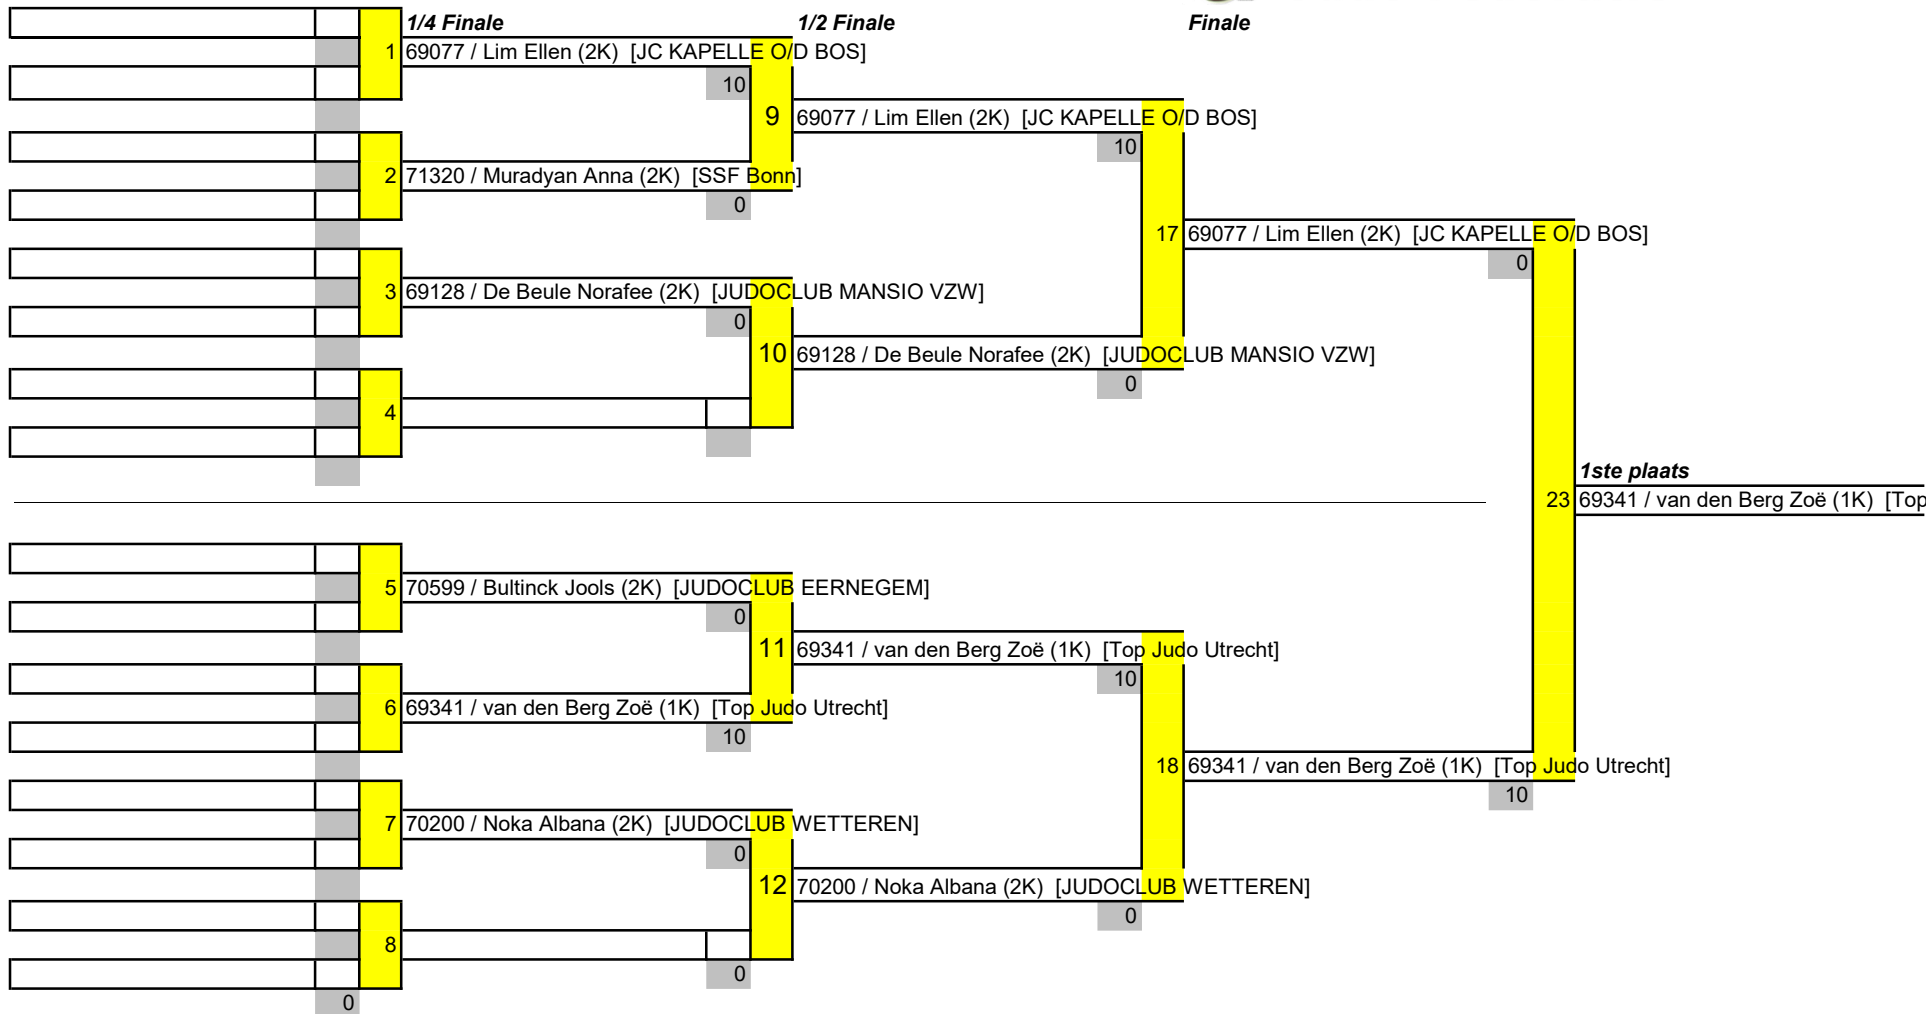 1/4 Finale 1/2 Finale Finale
1 69077 / Lim Ellen (2K) [JC KAPELLE O/D BOS]
10
9 69077 / Lim Ellen (2K) [JC KAPELLE O/D BOS]
10
2 71320 / Muradyan Anna (2K) [SSF Bonn]
0
17 69077 / Lim Ellen (2K) [JC KAPELLE O/D BOS]
0
3 69128 / De Beule Norafee (2K) [JUDOCLUB MANSIO VZW]
0
10 69128 / De Beule Norafee (2K) [JUDOCLUB MANSIO VZW]
0
4
1ste plaats
23 69341 / van den Berg Zoë (1K) [Top
5 70599 / Bultinck Jools (2K) [JUDOCLUB EERNEGEM]
0
11 69341 / van den Berg Zoë (1K) [Top Judo Utrecht]
10
6 69341 / van den Berg Zoë (1K) [Top Judo Utrecht]
10
18 69341 / van den Berg Zoë (1K) [Top Judo Utrecht]
10
7 70200 / Noka Albana (2K) [JUDOCLUB WETTEREN]
0
12 70200 / Noka Albana (2K) [JUDOCLUB WETTEREN]
0
8
0
0